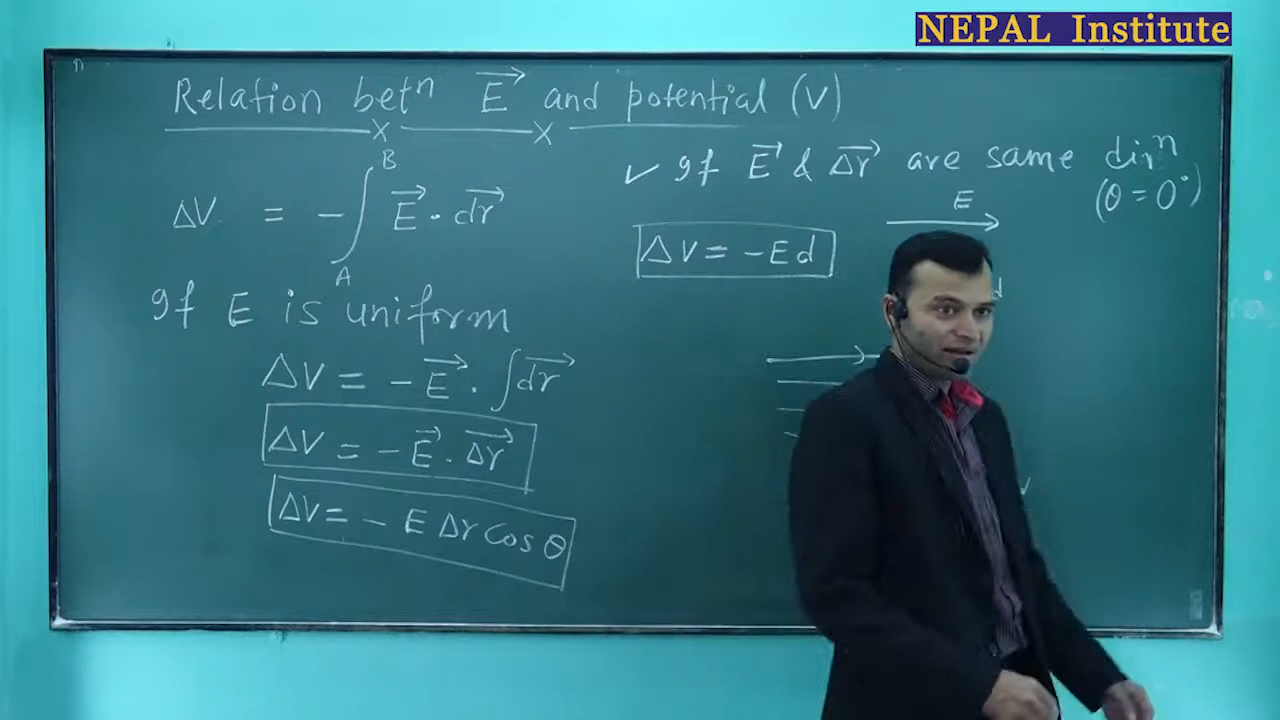 NEPAL Institute
Relation betⁿ E⃗ and potential (V)
ΔV = - ∫_A^B E⃗ · dr⃗
If E is uniform
ΔV = - E⃗ · ∫dr⃗
ΔV = - E⃗ · Δr⃗
ΔV = - E Δr Cos θ
✓ If E⃗ & Δr⃗ are same dirⁿ
(θ = 0°)
E
ΔV = -Ed
d